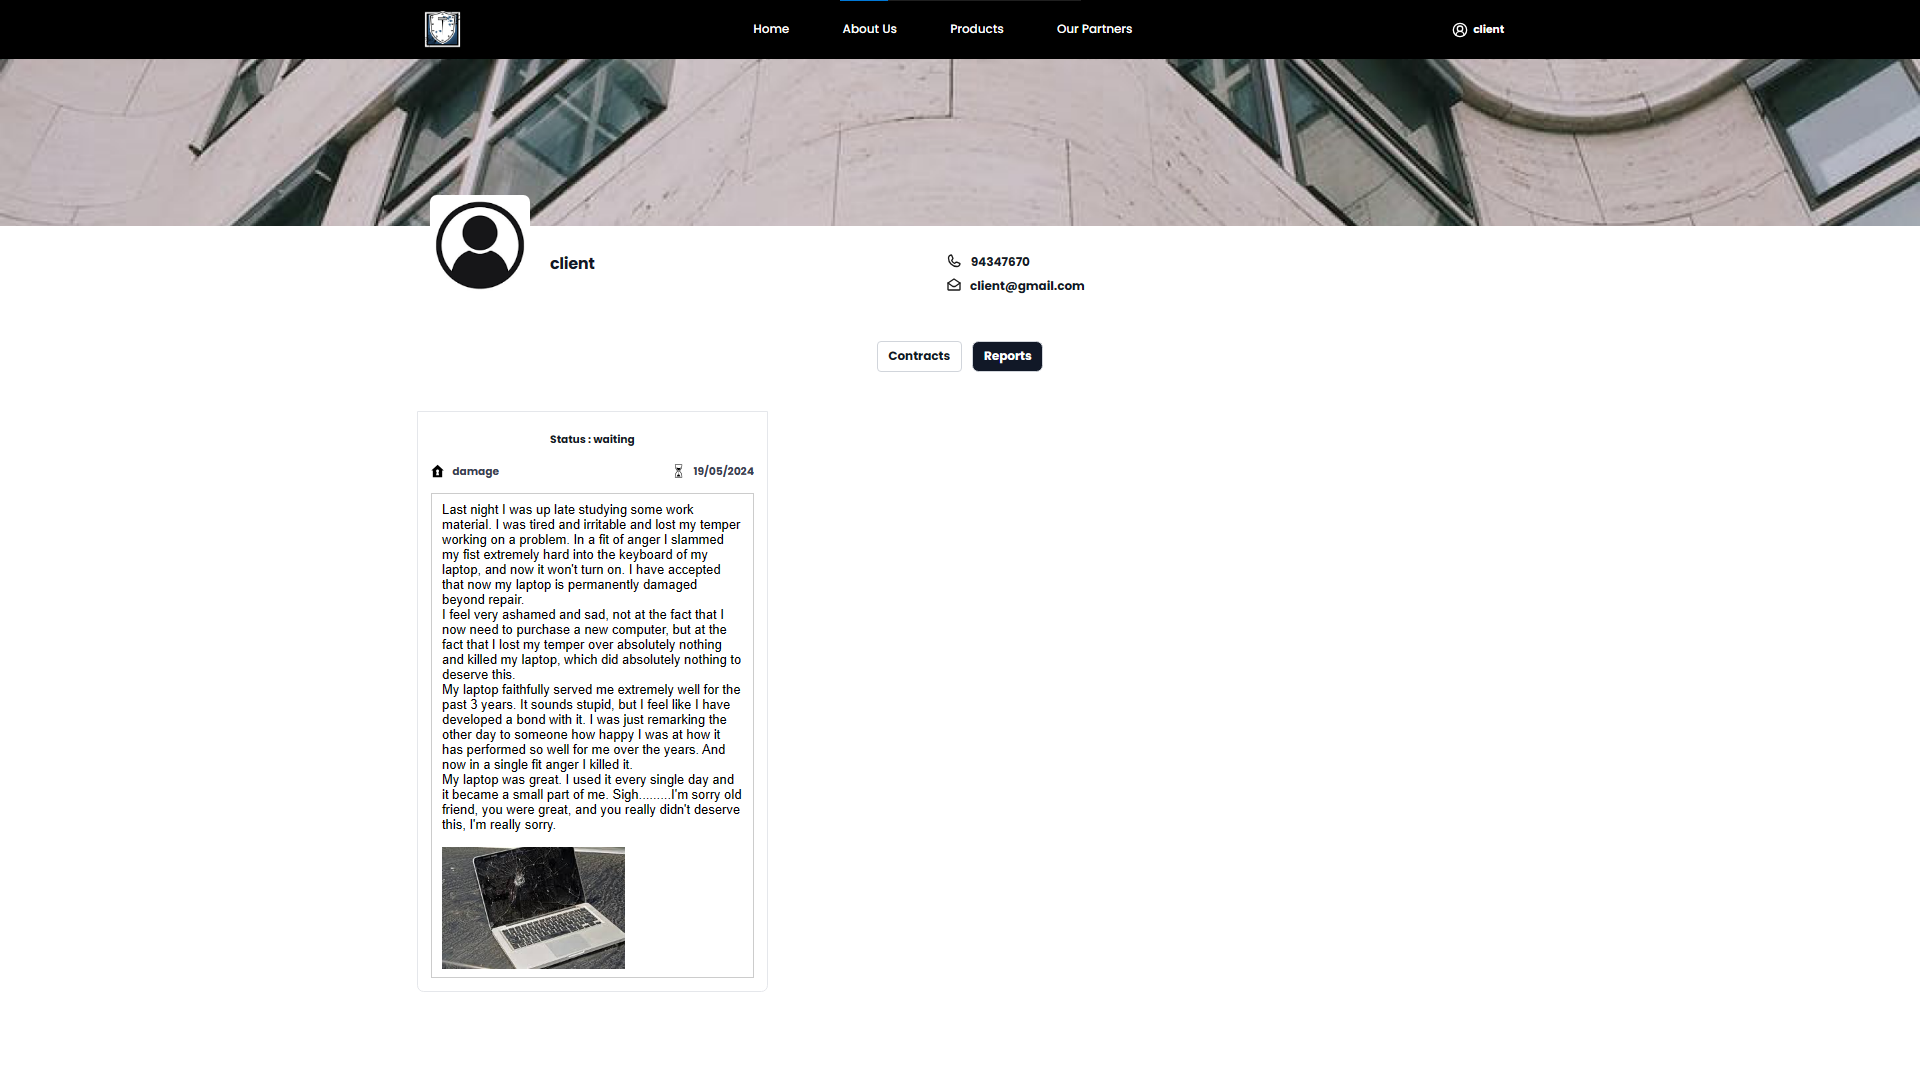 Home
About Us
Products
Our Partners
client
client
94347670
client@gmail.com
Contracts
Reports
Status : waiting
damage
19/05/2024
Last night I was up late studying some work
material. I was tired and irritable and lost my temper
working on a problem. In a fit of anger I slammed
my fist extremely hard into the keyboard of my
laptop, and now it won't turn on. I have accepted
that now my laptop is permanently damaged
beyond repair.
I feel very ashamed and sad, not at the fact that I
now need to purchase a new computer, but at the
fact that I lost my temper over absolutely nothing
and killed my laptop, which did absolutely nothing to
deserve this.
My laptop faithfully served me extremely well for the
past 3 years. It sounds stupid, but I feel like I have
developed a bond with it. I was just remarking the
other day to someone how happy I was at how it
has performed so well for me over the years. And
now in a single fit anger I killed it.
My laptop was great. I used it every single day and
it became a small part of me. Sigh.........I'm sorry old
friend, you were great, and you really didn't deserve
this, I'm really sorry.